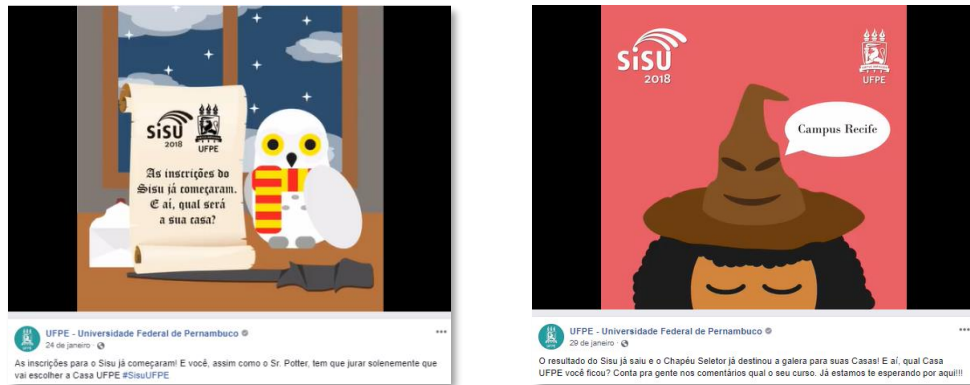 SiSU
2018
UFPE
As inscrições do
Sisu já começaram.
E aí, qual será
a sua casa?
UFPE - Universidade Federal de Pernambuco
24 de janeiro ·
As inscrições para o Sisu já começaram! E você, assim como o Sr. Potter, tem que jurar solenemente que
vai escolher a Casa UFPE #SisuUFPE
SiSU
2018
UFPE
Campus Recife
UFPE - Universidade Federal de Pernambuco
29 de janeiro ·
O resultado do Sisu já saiu e o Chapéu Seletor já destinou a galera para suas Casas! E aí, qual Casa
UFPE você ficou? Conta pra gente nos comentários qual o seu curso. Já estamos te esperando por aqui!!!